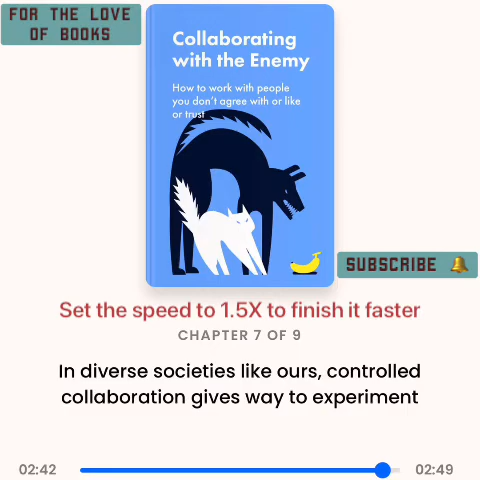 FOR THE LOVE
OF BOOKS
Collaborating
with the Enemy
How to work with people
you don't agree with or like
or trust
SUBSCRIBE 🔔
Set the speed to 1.5X to finish it faster
CHAPTER 7 OF 9
In diverse societies like ours, controlled
collaboration gives way to experiment
02:42
02:49